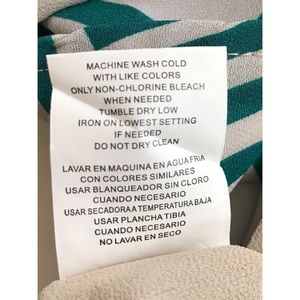 MACHINE WASH COLD
WITH LIKE COLORS
ONLY NON-CHLORINE BLEACH
WHEN NEEDED
TUMBLE DRY LOW
IRON ON LOWEST SETTING
IF NEEDED
DO NOT DRY CLEAN
LAVAR EN MAQUINA EN AGUA FRIA
CON COLORES SIMILARES
USAR BLANQUEADOR SIN CLORO
CUANDO NECESARIO
USAR SECADORA A TEMPERATURA BAJA
USAR PLANCHA TIBIA
CUANDO NECESARIO
NO LAVAR EN SECO